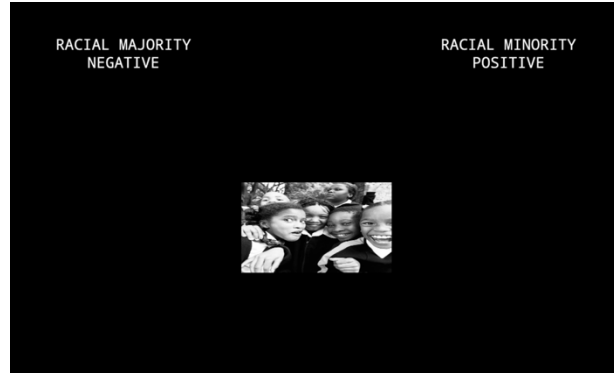 RACIAL MAJORITY
NEGATIVE
RACIAL MINORITY
POSITIVE